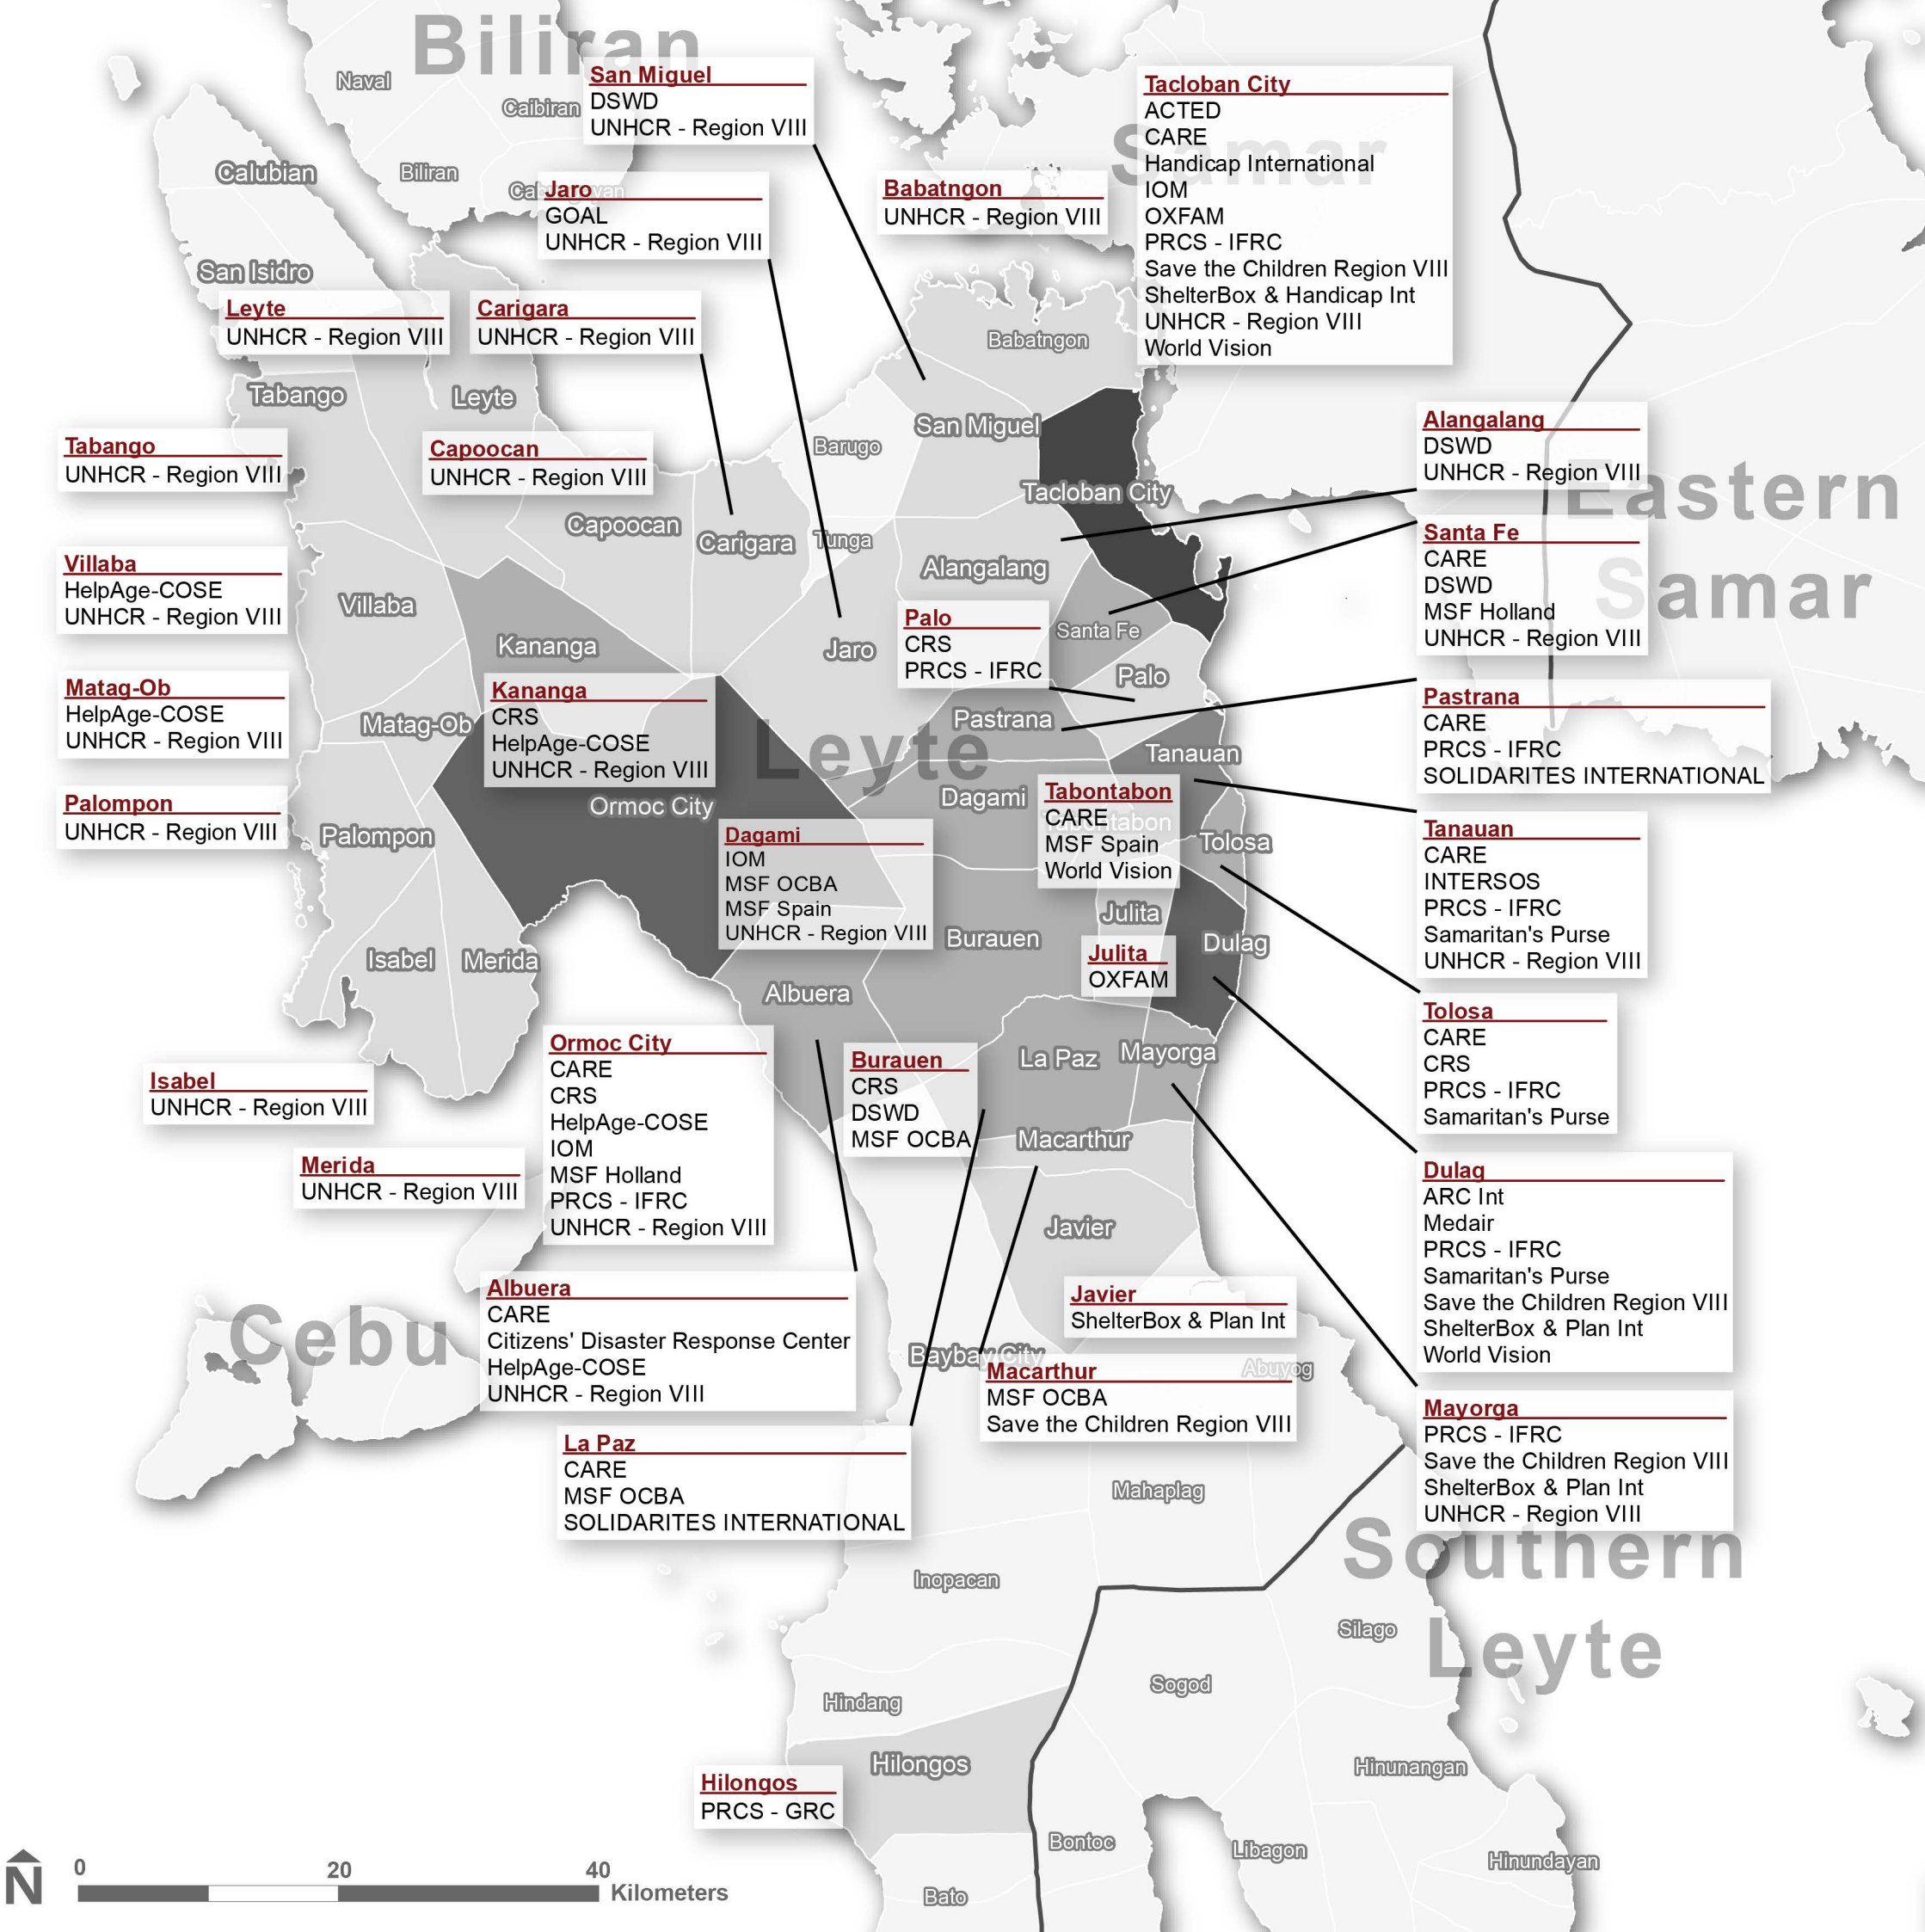 Biliran
Naval
Caibiran
Biliran
San Miguel
DSWD
UNHCR - Region VIII
Jaro
GOAL
UNHCR - Region VIII
Babatngon
UNHCR - Region VIII
Samar
Tacloban City
ACTED
CARE
Handicap International
IOM
OXFAM
PRCS - IFRC
Save the Children Region VIII
ShelterBox & Handicap Int
UNHCR - Region VIII
World Vision
Calubian
San Isidro
Leyte
UNHCR - Region VIII
Carigara
UNHCR - Region VIII
Babatngon
Tabango
Leyte
San Miguel
Barugo
Tabango
UNHCR - Region VIII
Capoocan
UNHCR - Region VIII
Tacloban City
Alangalang
DSWD
UNHCR - Region VIII
Eastern
Samar
Capoocan
Carigara
Tunga
Alangalang
Santa Fe
CARE
DSWD
MSF Holland
UNHCR - Region VIII
Villaba
HelpAge-COSE
UNHCR - Region VIII
Villaba
Kananga
Jaro
Palo
CRS
PRCS - IFRC
Santa Fe
Palo
Matag-Ob
HelpAge-COSE
UNHCR - Region VIII
Matag-Ob
Kananga
CRS
HelpAge-COSE
UNHCR - Region VIII
Leyte
Pastrana
Tanauan
Pastrana
CARE
PRCS - IFRC
SOLIDARITES INTERNATIONAL
Palompon
UNHCR - Region VIII
Palompon
Ormoc City
Dagami
Tabontabon
CARE
MSF Spain
World Vision
Tabontabon
Tolosa
Tanauan
CARE
INTERSOS
PRCS - IFRC
Samaritan's Purse
UNHCR - Region VIII
Dagami
IOM
MSF OCBA
MSF Spain
UNHCR - Region VIII
Burauen
Julita
Dulag
Julita
OXFAM
Isabel
Merida
Albuera
Tolosa
CARE
CRS
PRCS - IFRC
Samaritan's Purse
Isabel
UNHCR - Region VIII
Merida
UNHCR - Region VIII
Ormoc City
CARE
CRS
HelpAge-COSE
IOM
MSF Holland
PRCS - IFRC
UNHCR - Region VIII
Burauen
CRS
DSWD
MSF OCBA
La Paz
Mayorga
Macarthur
Javier
Dulag
ARC Int
Medair
PRCS - IFRC
Samaritan's Purse
Save the Children Region VIII
ShelterBox & Plan Int
World Vision
Cebu
Albuera
CARE
Citizens' Disaster Response Center
HelpAge-COSE
UNHCR - Region VIII
Javier
ShelterBox & Plan Int
Baybay City
Abuyog
Macarthur
MSF OCBA
Save the Children Region VIII
Mayorga
PRCS - IFRC
Save the Children Region VIII
ShelterBox & Plan Int
UNHCR - Region VIII
La Paz
CARE
MSF OCBA
SOLIDARITES INTERNATIONAL
Mahaplag
Southern
Leyte
Inopacan
Silago
Sogod
Hindang
Hilongos
Hinunangan
Hilongos
PRCS - GRC
Bontoc
Libagon
Hinundayan
Bato
N
0 20 40
Kilometers